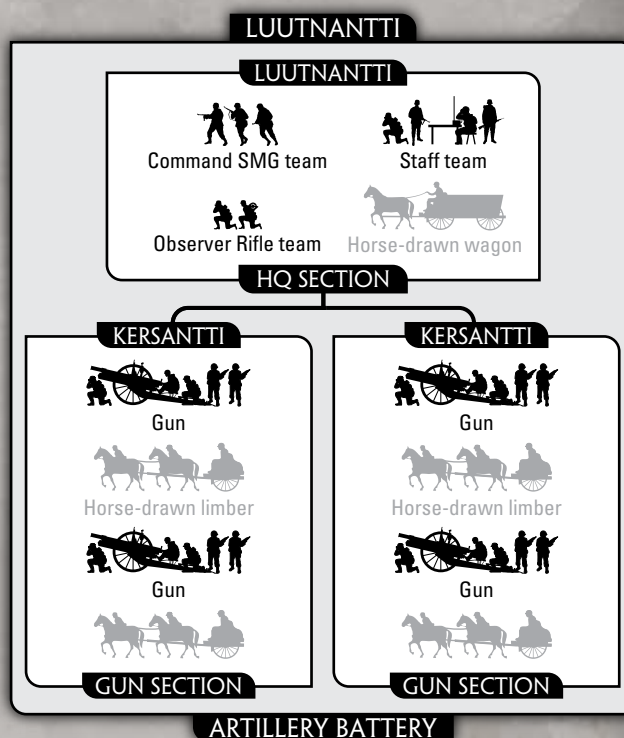 LUUTNANTTI
LUUTNANTTI
Command SMG team
Staff team
Observer Rifle team
Horse-drawn wagon
HQ SECTION
KERSANTTI
Gun
Horse-drawn limber
Gun
GUN SECTION
KERSANTTI
Gun
Horse-drawn limber
Gun
GUN SECTION
ARTILLERY BATTERY